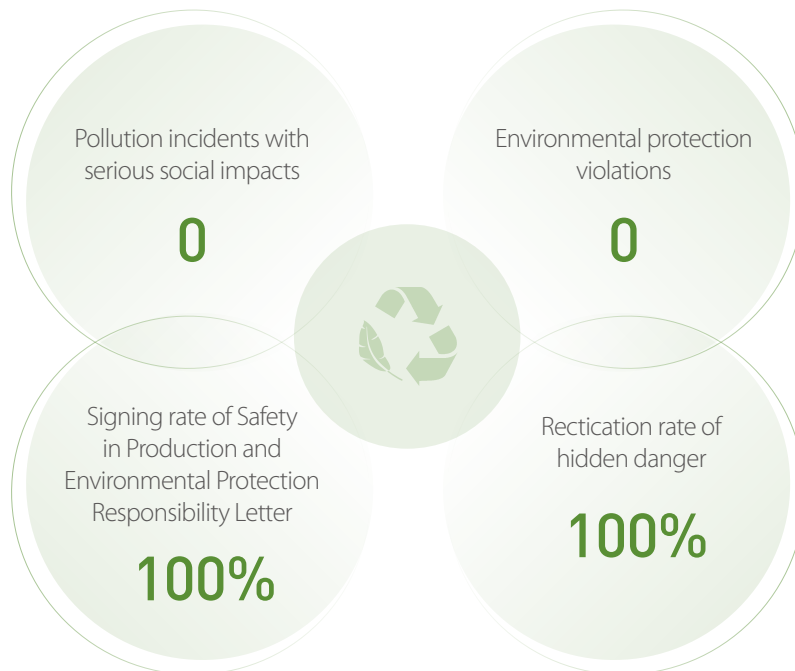 Pollution incidents with
serious social impacts
0
Environmental protection
violations
0
Signing rate of Safety
in Production and
Environmental Protection
Responsibility Letter
100%
Rectication rate of
hidden danger
100%